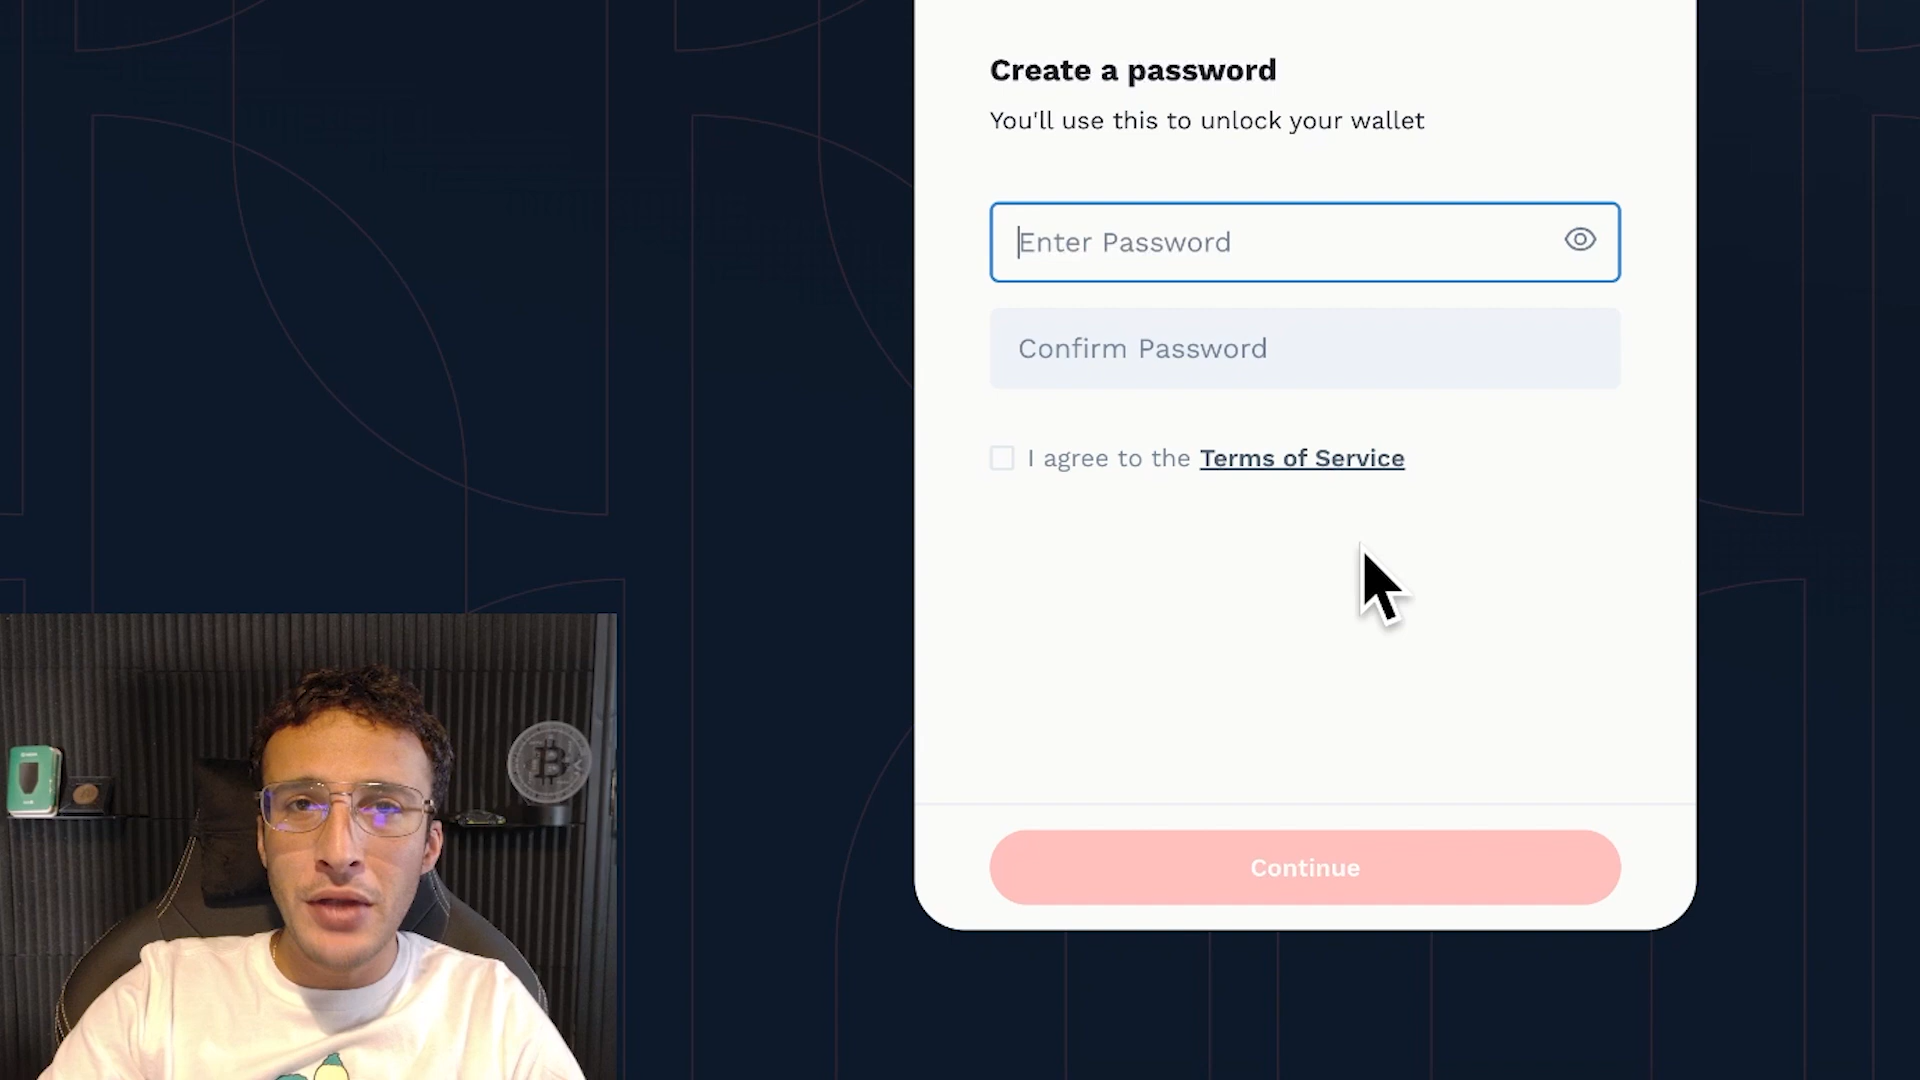 Create a password
You'll use this to unlock your wallet
Enter Password
Confirm Password
I agree to the Terms of Service
Continue